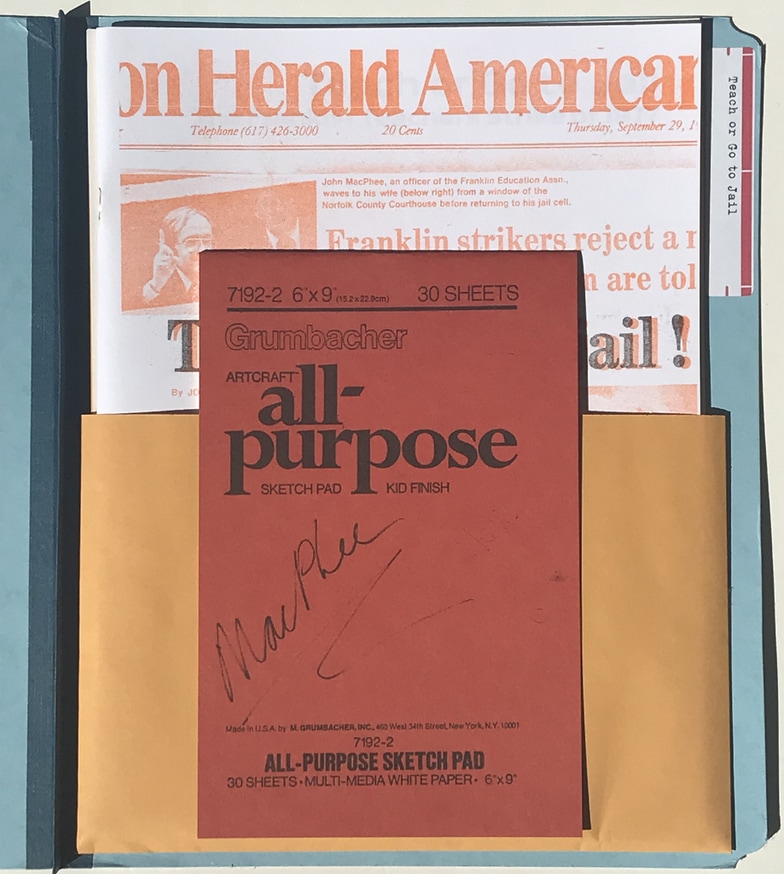 on Herald American
Telephone (617) 426-3000 20 Cents Thursday, September 29, 1
John MacPhee, an officer of the Franklin Education Assn.,
waves to his wife (below right) from a window of the
Norfolk County Courthouse before returning to his jail cell.
Franklin strikers reject a r
n are tol
T ail!
By JO
Teach or Go to Jail
7192-2 6"x9" (15.2x22.9cm) 30 SHEETS
Grumbacher
ARTCRAFT
all-
purpose
SKETCH PAD KID FINISH
MacPhee
Made in U.S.A. by M. GRUMBACHER, INC., 460 West 34th Street, New York, N.Y. 10001
7192-2
ALL-PURPOSE SKETCH PAD
30 SHEETS • MULTI-MEDIA WHITE PAPER • 6"x9"